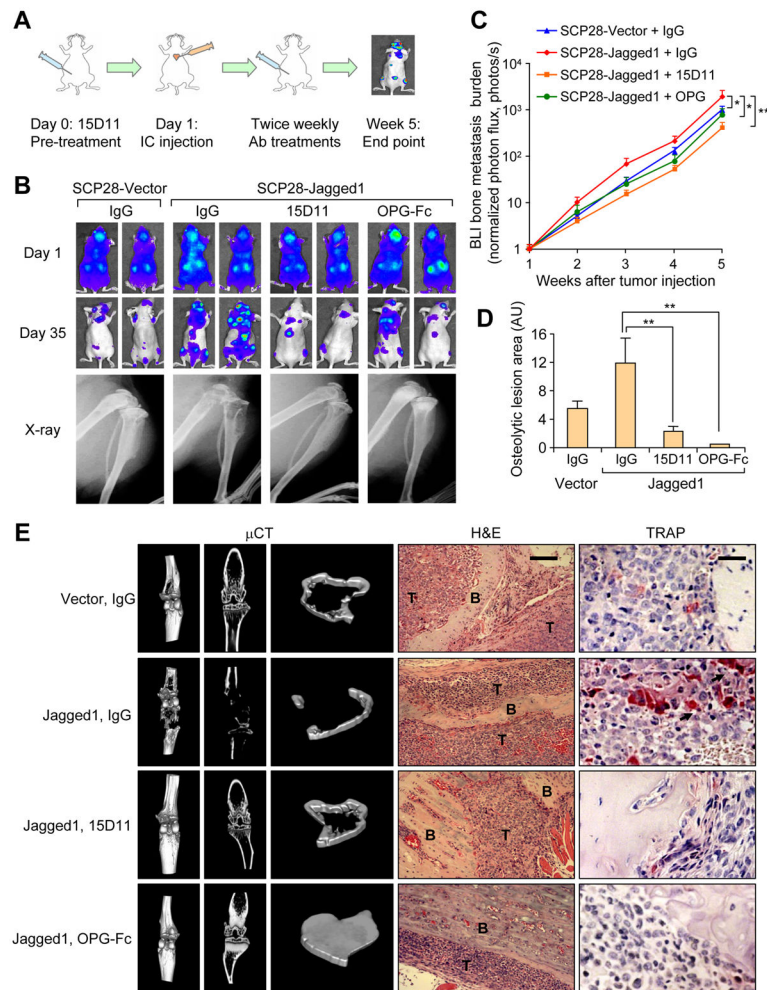 A
Day 0: 15D11
Pre-treatment
Day 1:
IC injection
Twice weekly
Ab treatments
Week 5:
End point
B
SCP28-Vector
SCP28-Jagged1
IgG
IgG
15D11
OPG-Fc
Day 1
Day 35
X-ray
C
SCP28-Vector + IgG
SCP28-Jagged1 + IgG
SCP28-Jagged1 + 15D11
SCP28-Jagged1 + OPG
BLI bone metastasis burden
(normalized photon flux, photos/s)
10⁴
10³
10²
10
1
* * **
1 2 3 4 5
Weeks after tumor injection
D
Osteolytic lesion area (AU)
16
12
8
4
0
**
**
IgG IgG 15D11 OPG-Fc
Vector Jagged1
E
μCT
H&E
TRAP
Vector, IgG
T B T
Jagged1, IgG
T B T
Jagged1, 15D11
B T B
Jagged1, OPG-Fc
B T